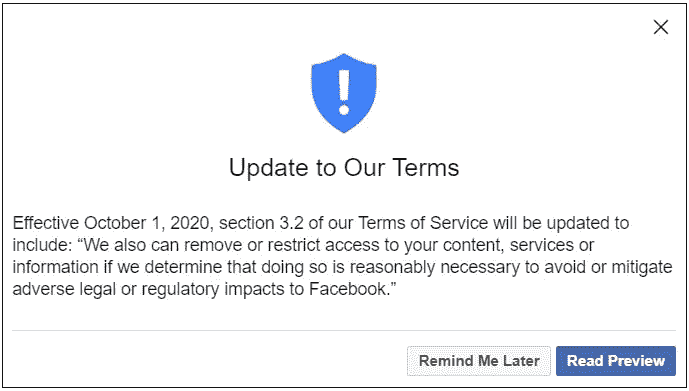 Update to Our Terms
Effective October 1, 2020, section 3.2 of our Terms of Service will be updated to
include: “We also can remove or restrict access to your content, services or
information if we determine that doing so is reasonably necessary to avoid or mitigate
adverse legal or regulatory impacts to Facebook.”
Remind Me Later
Read Preview